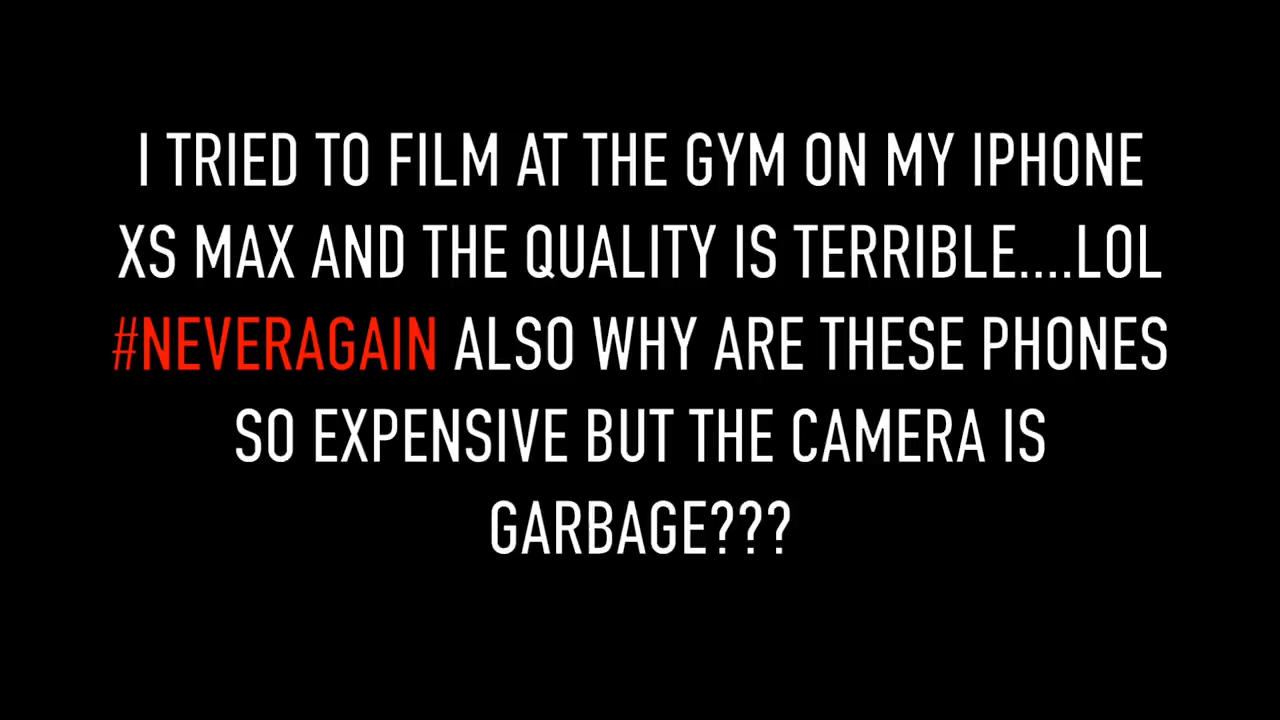 I TRIED TO FILM AT THE GYM ON MY IPHONE
XS MAX AND THE QUALITY IS TERRIBLE....LOL
#NEVERAGAIN ALSO WHY ARE THESE PHONES
SO EXPENSIVE BUT THE CAMERA IS
GARBAGE???